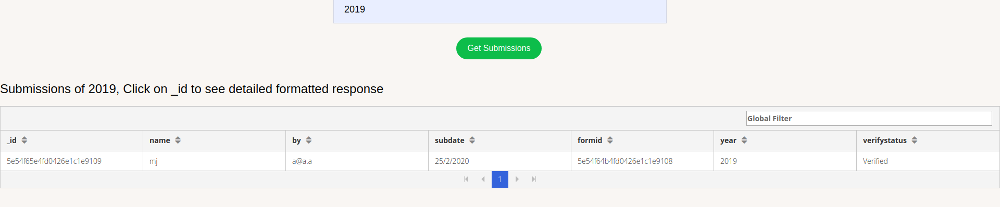 2019
Get Submissions
Submissions of 2019, Click on _id to see detailed formatted response
Global Filter
_id name by subdate formid year verifystatus
5e54f65e4fd0426e1c1e9109 mj a@a.a 25/2/2020 5e54f64b4fd0426e1c1e9108 2019 Verified
1